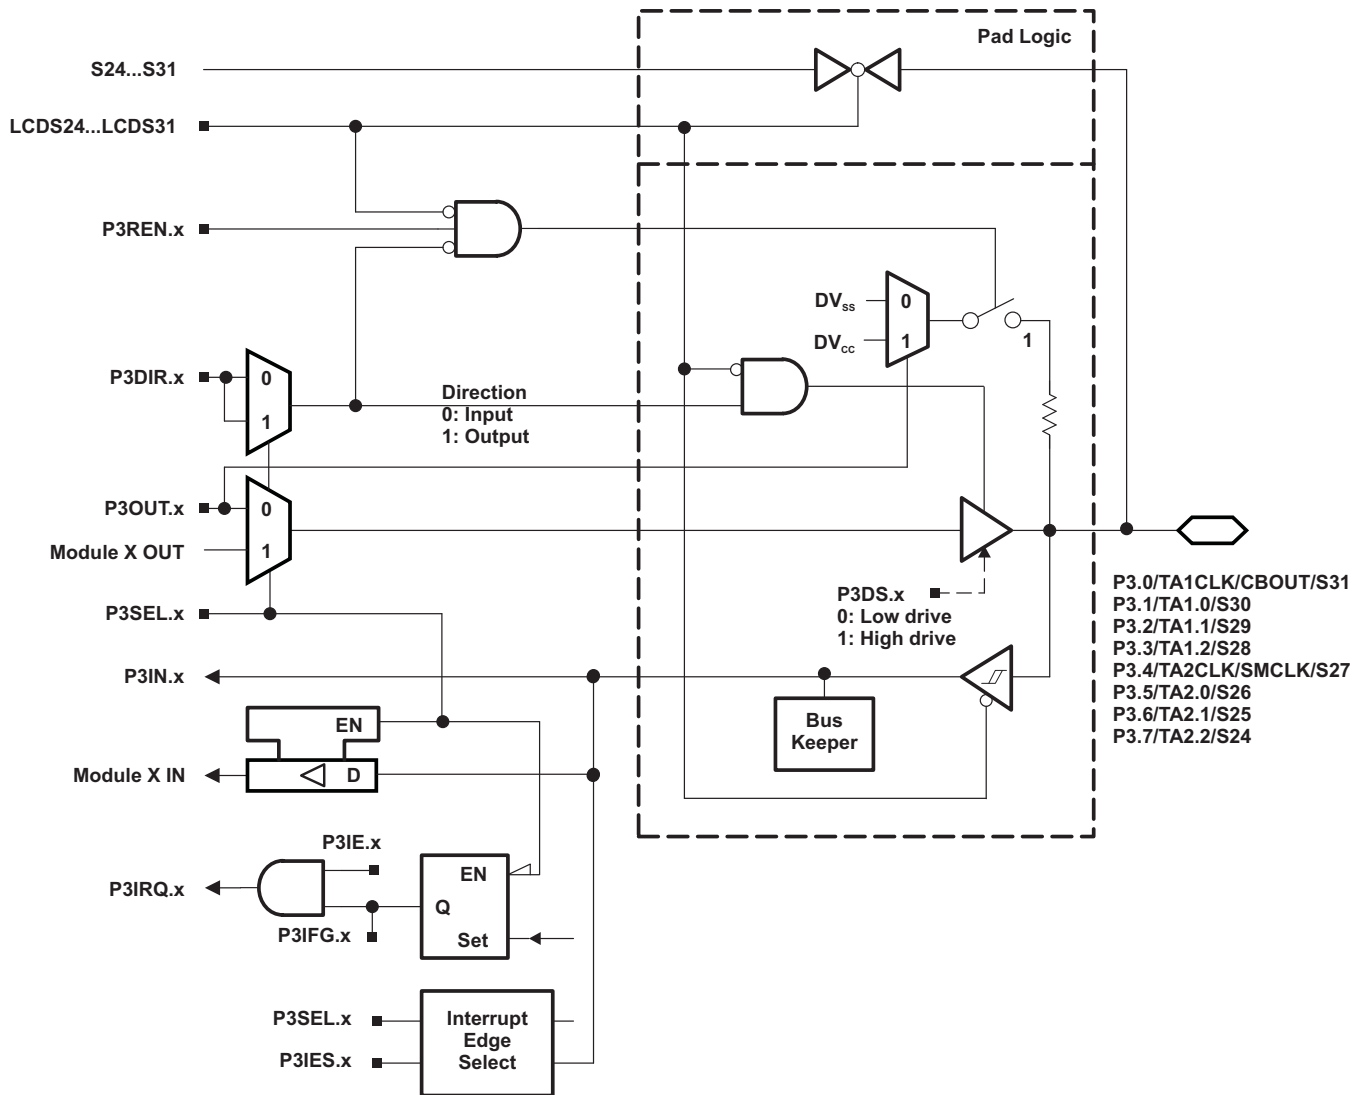 Pad Logic
S24...S31
LCDS24...LCDS31
P3REN.x
DVSS
0
DVCC
1
1
P3DIR.x
0
1
Direction
0: Input
1: Output
P3OUT.x
0
Module X OUT
1
P3DS.x
0: Low drive
1: High drive
P3.0/TA1CLK/CBOUT/S31
P3.1/TA1.0/S30
P3.2/TA1.1/S29
P3.3/TA1.2/S28
P3.4/TA2CLK/SMCLK/S27
P3.5/TA2.0/S26
P3.6/TA2.1/S25
P3.7/TA2.2/S24
P3SEL.x
P3IN.x
Bus
Keeper
EN
Module X IN
D
P3IE.x
P3IRQ.x
EN
Q
P3IFG.x
Set
P3SEL.x
P3IES.x
Interrupt
Edge
Select